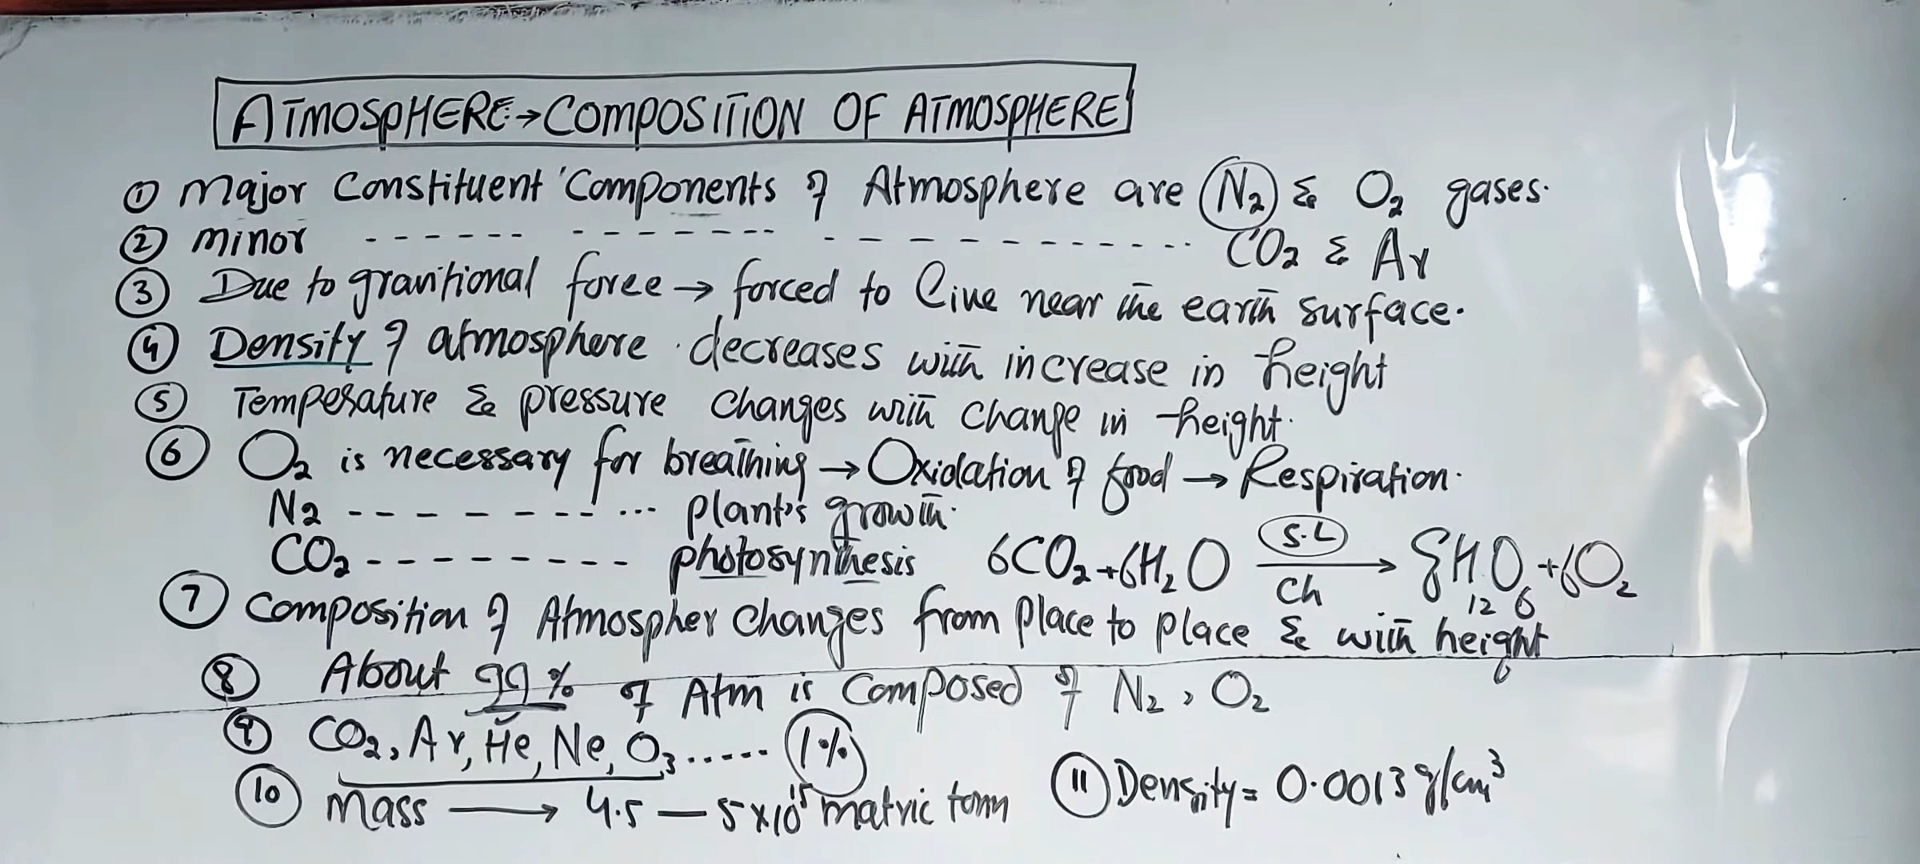 ATMOSPHERE → COMPOSITION OF ATMOSPHERE
① Major Constituent Components of Atmosphere are N₂ & O₂ gases.
② minor ------ ------- ------------- CO₂ & Ar
③ Due to gravitional force → forced to live near the earth surface.
④ Density of atmosphere decreases with increase in height
⑤ Temperature & pressure changes with change in height.
⑥ O₂ is necessary for breathing → Oxidation of food → Respiration.
N₂ ----------- plant's growth.
CO₂ --------- photosynthesis 6CO₂ + 6H₂O S.L Ch → C₆H₁₂O₆ + 6O₂
⑦ Composition of Atmospher changes from place to place & with height
⑧ About 99% of Atm is composed of N₂, O₂
⑨ CO₂, Ar, He, Ne, O₃ ..... 1%
⑩ Mass → 4.5 — 5×10¹⁵ matric tonn ⑪ Density = 0.0013 g/cm³